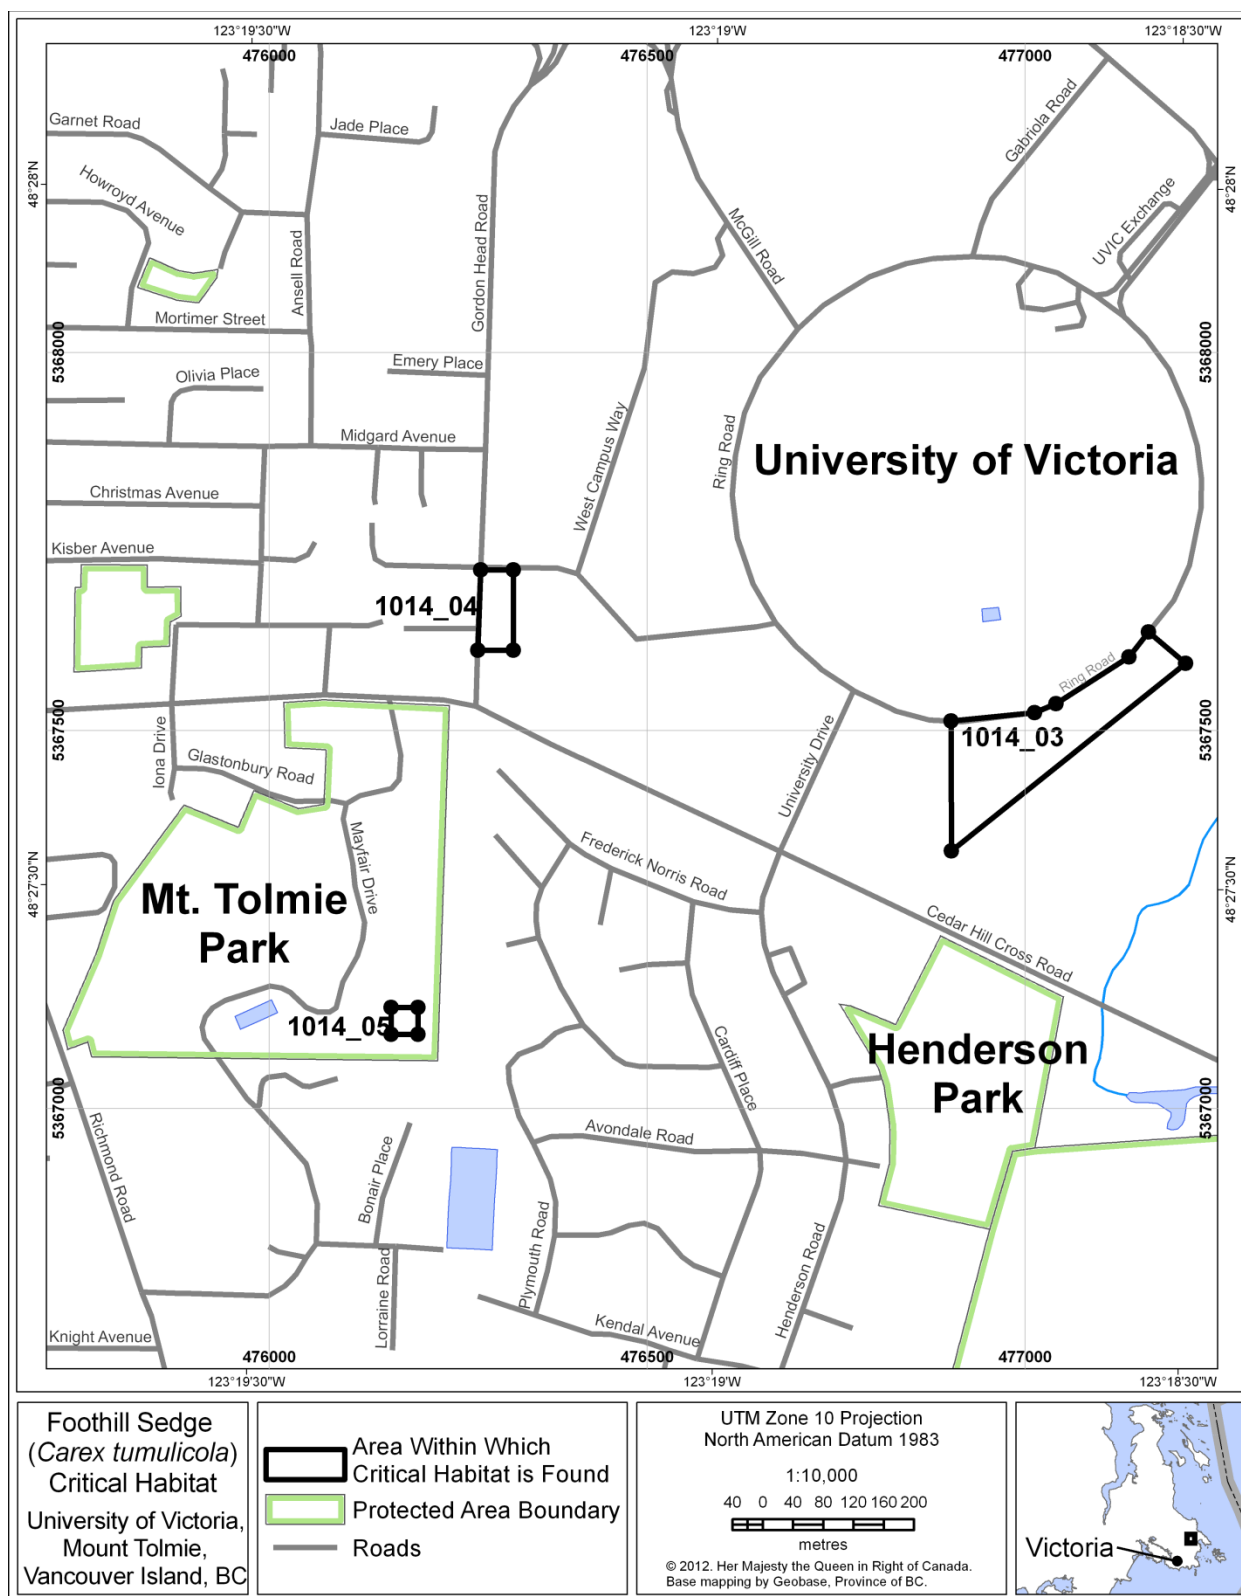 123°19'30"W
123°19'W
123°18'30"W
476000
476500
477000
Garnet Road
Jade Place
Gabriola Road
48°28'N
48°28'N
Howroyd Avenue
Gordon Head Road
McGill Road
UVIC Exchange
Ansell Road
Mortimer Street
5368000
5368000
Emery Place
Olivia Place
West Campus Way
Ring Road
Midgard Avenue
University of Victoria
Christmas Avenue
Kisber Avenue
1014_04
Ring Road
5367500
5367500
1014_03
Iona Drive
Glastonbury Road
University Drive
Mayfair Drive
Frederick Norris Road
48°27'30"N
48°27'30"N
Mt. Tolmie
Park
Cedar Hill Cross Road
1014_05
Cardiff Place
Henderson
Park
5367000
5367000
Richmond Road
Bonair Place
Avondale Road
Plymouth Road
Henderson Road
Lorraine Road
Knight Avenue
Kendal Avenue
476000
476500
477000
123°19'30"W
123°19'W
123°18'30"W
Foothill Sedge
(Carex tumulicola)
Critical Habitat
University of Victoria,
Mount Tolmie,
Vancouver Island, BC
Area Within Which
Critical Habitat is Found
Protected Area Boundary
Roads
UTM Zone 10 Projection
North American Datum 1983
1:10,000
40 0 40 80 120 160 200
metres
© 2012. Her Majesty the Queen in Right of Canada.
Base mapping by Geobase, Province of BC.
Victoria